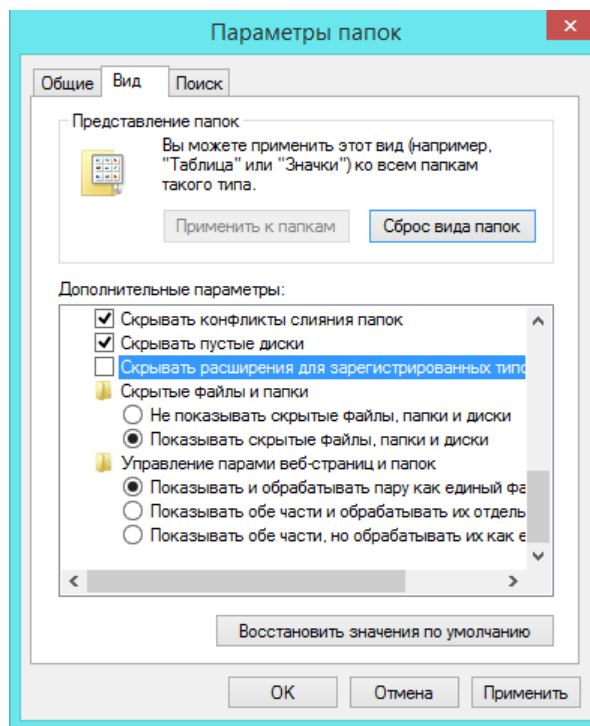 Параметры папок
Общие
Вид
Поиск
Представление папок
Вы можете применить этот вид (например,
"Таблица" или "Значки") ко всем папкам
такого типа.
Применить к папкам
Сброс вида папок
Дополнительные параметры:
Скрывать конфликты слияния папок
Скрывать пустые диски
Скрывать расширения для зарегистрированных типо
Скрытые файлы и папки
Не показывать скрытые файлы, папки и диски
Показывать скрытые файлы, папки и диски
Управление парами веб-страниц и папок
Показывать и обрабатывать пару как единый фа
Показывать обе части и обрабатывать их отдель
Показывать обе части, но обрабатывать их как е
Восстановить значения по умолчанию
OK
Отмена
Применить